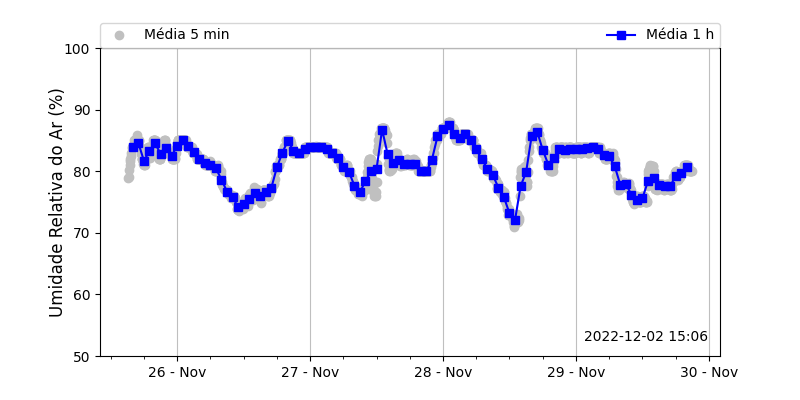 Média 5 min
Média 1 h
Umidade Relativa do Ar (%)
100
90
80
70
60
50
2022-12-02 15:06
26 - Nov
27 - Nov
28 - Nov
29 - Nov
30 - Nov